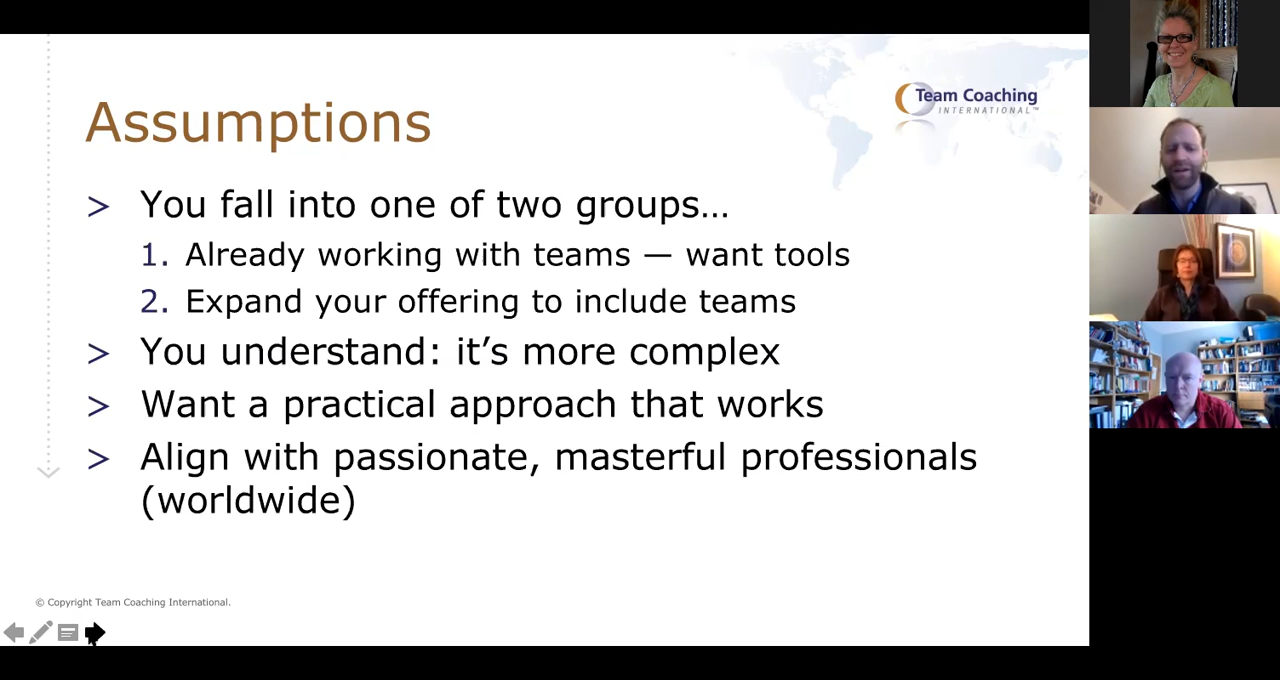 Team Coaching
INTERNATIONAL™
Assumptions
> You fall into one of two groups…
1. Already working with teams — want tools
2. Expand your offering to include teams
> You understand: it’s more complex
> Want a practical approach that works
> Align with passionate, masterful professionals
(worldwide)
© Copyright Team Coaching International.